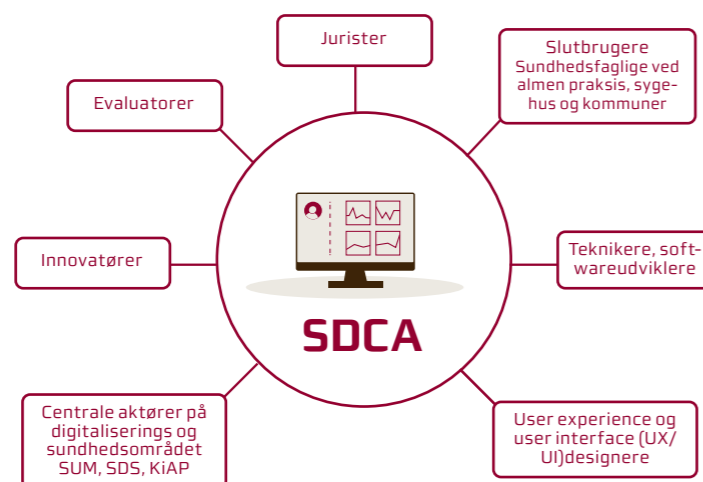 Jurister
Slutbrugere
Sundhedsfaglige ved
almen praksis, syge-
hus og kommuner
Evaluatorer
Innovatører
Teknikere, soft-
wareudviklere
SDCA
Centrale aktører på
digitaliserings og
sundhedsområdet
SUM, SDS, KiAP
User experience og
user interface (UX/
UI)designere